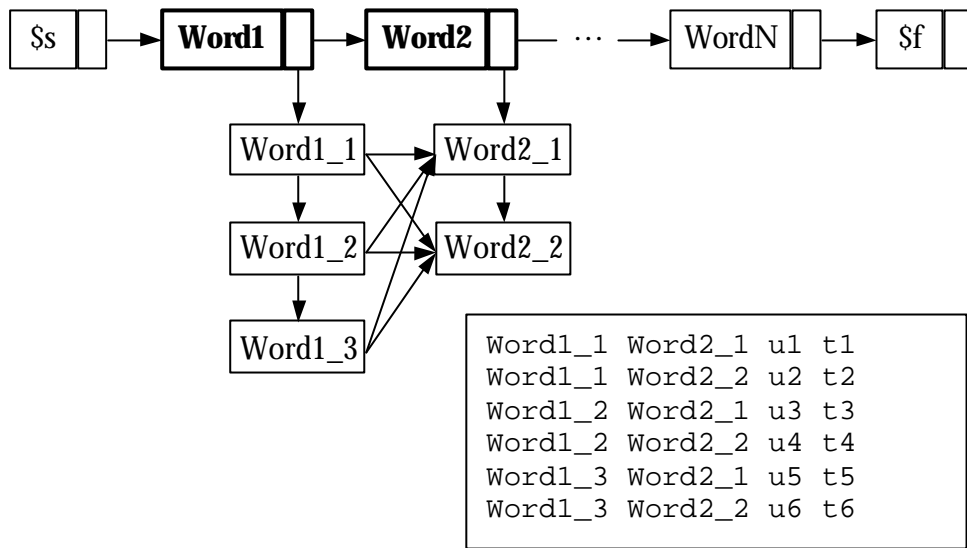 $s Word1 Word2 ... WordN $f
Word1_1 Word2_1
Word1_2 Word2_2
Word1_3
Word1_1 Word2_1 u1 t1
Word1_1 Word2_2 u2 t2
Word1_2 Word2_1 u3 t3
Word1_2 Word2_2 u4 t4
Word1_3 Word2_1 u5 t5
Word1_3 Word2_2 u6 t6